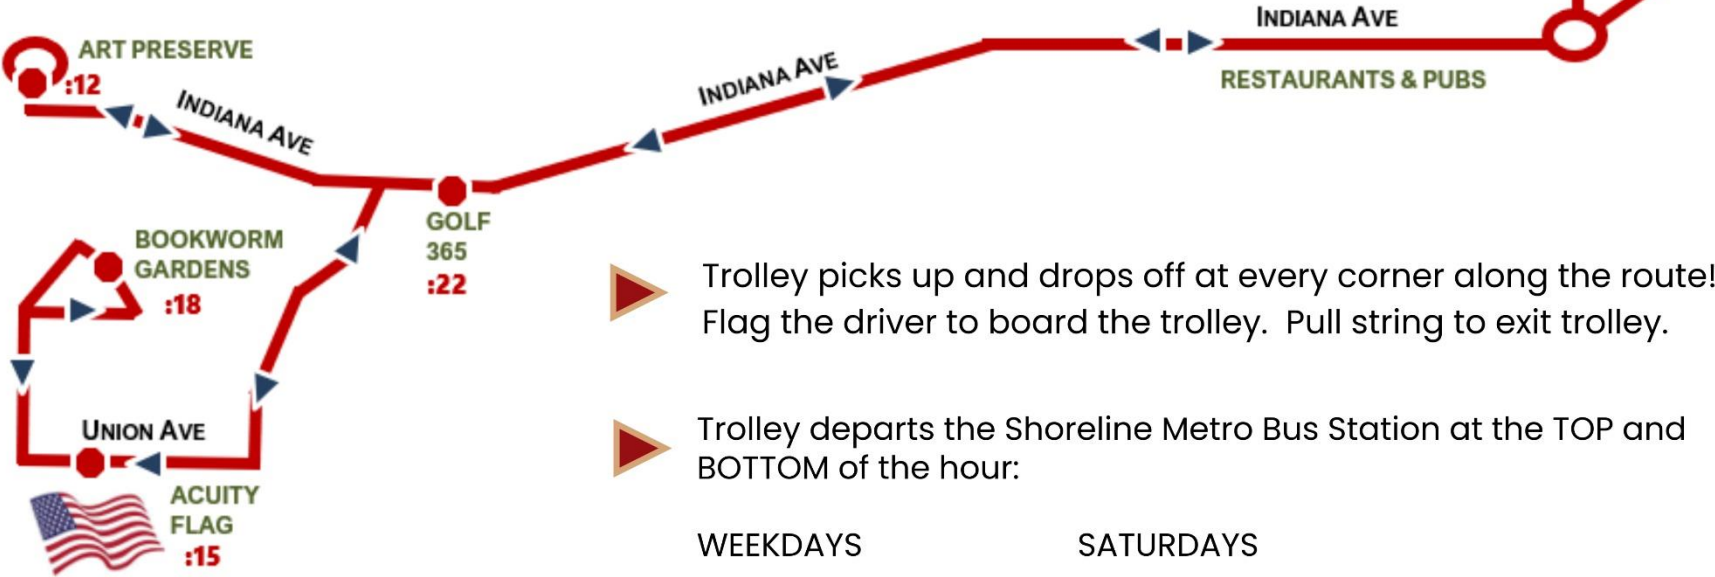 INDIANA AVE
ART PRESERVE
:12
INDIANA AVE
INDIANA AVE
RESTAURANTS & PUBS
GOLF
365
:22
BOOKWORM
GARDENS
:18
Trolley picks up and drops off at every corner along the route!
Flag the driver to board the trolley. Pull string to exit trolley.
UNION AVE
ACUITY
FLAG
:15
Trolley departs the Shoreline Metro Bus Station at the TOP and
BOTTOM of the hour:
WEEKDAYS SATURDAYS